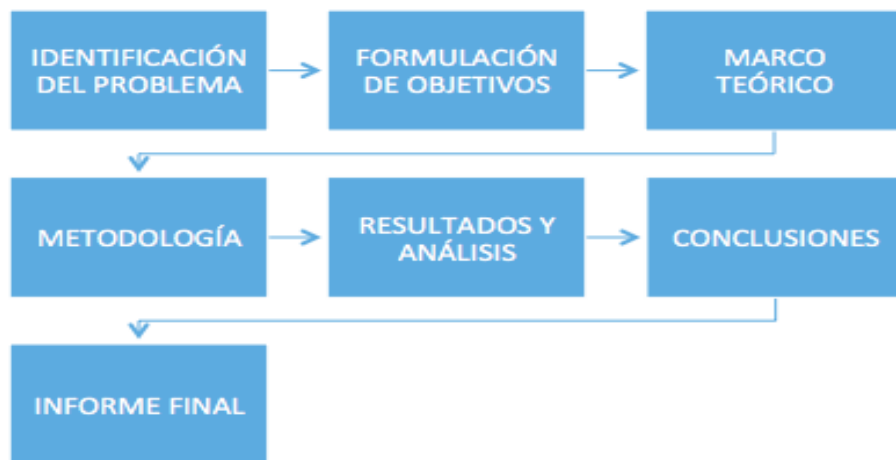 IDENTIFICACIÓN
DEL PROBLEMA
FORMULACIÓN
DE OBJETIVOS
MARCO
TEÓRICO
METODOLOGÍA
RESULTADOS Y
ANÁLISIS
CONCLUSIONES
INFORME FINAL